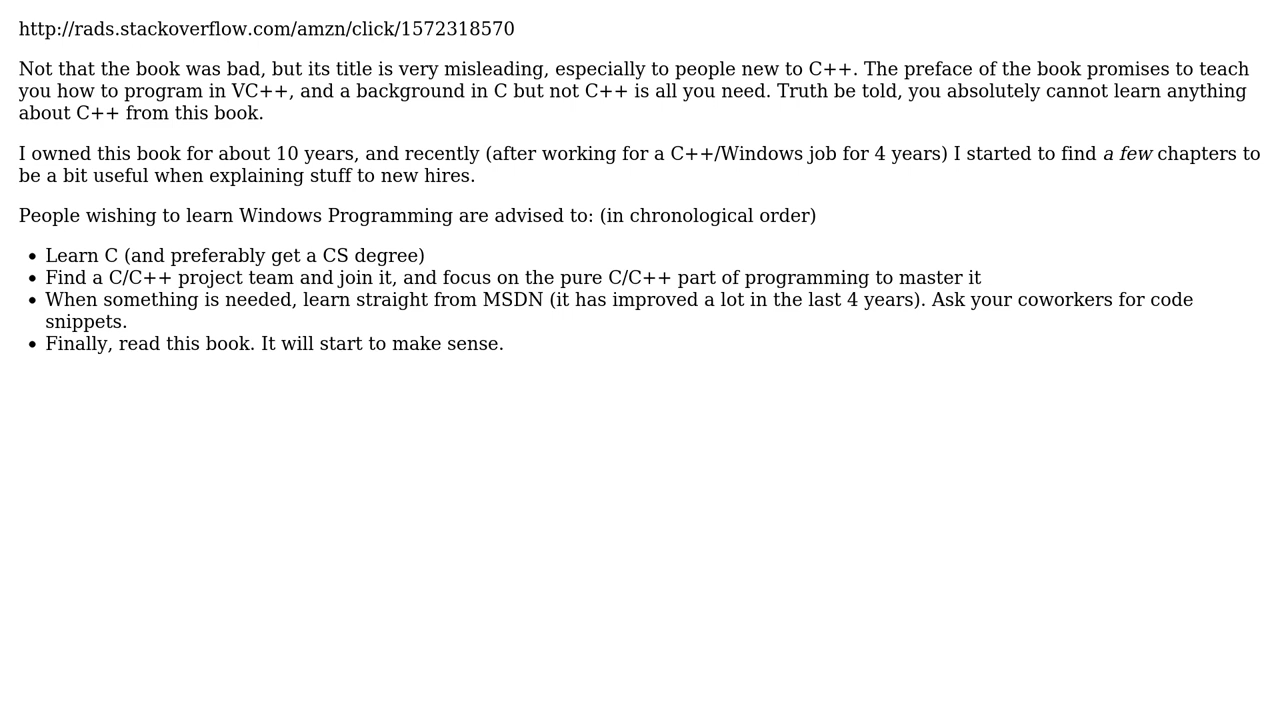 http://rads.stackoverflow.com/amzn/click/1572318570
Not that the book was bad, but its title is very misleading, especially to people new to C++. The preface of the book promises to teach
you how to program in VC++, and a background in C but not C++ is all you need. Truth be told, you absolutely cannot learn anything
about C++ from this book.
I owned this book for about 10 years, and recently (after working for a C++/Windows job for 4 years) I started to find a few chapters to
be a bit useful when explaining stuff to new hires.
People wishing to learn Windows Programming are advised to: (in chronological order)
• Learn C (and preferably get a CS degree)
• Find a C/C++ project team and join it, and focus on the pure C/C++ part of programming to master it
• When something is needed, learn straight from MSDN (it has improved a lot in the last 4 years). Ask your coworkers for code
snippets.
• Finally, read this book. It will start to make sense.